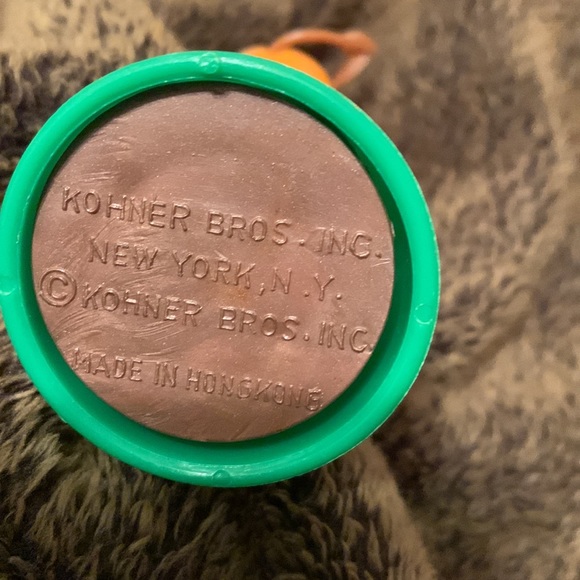 KOHNER BROS. INC.
NEW YORK, N.Y.
© KOHNER BROS. INC.
MADE IN HONGKONG